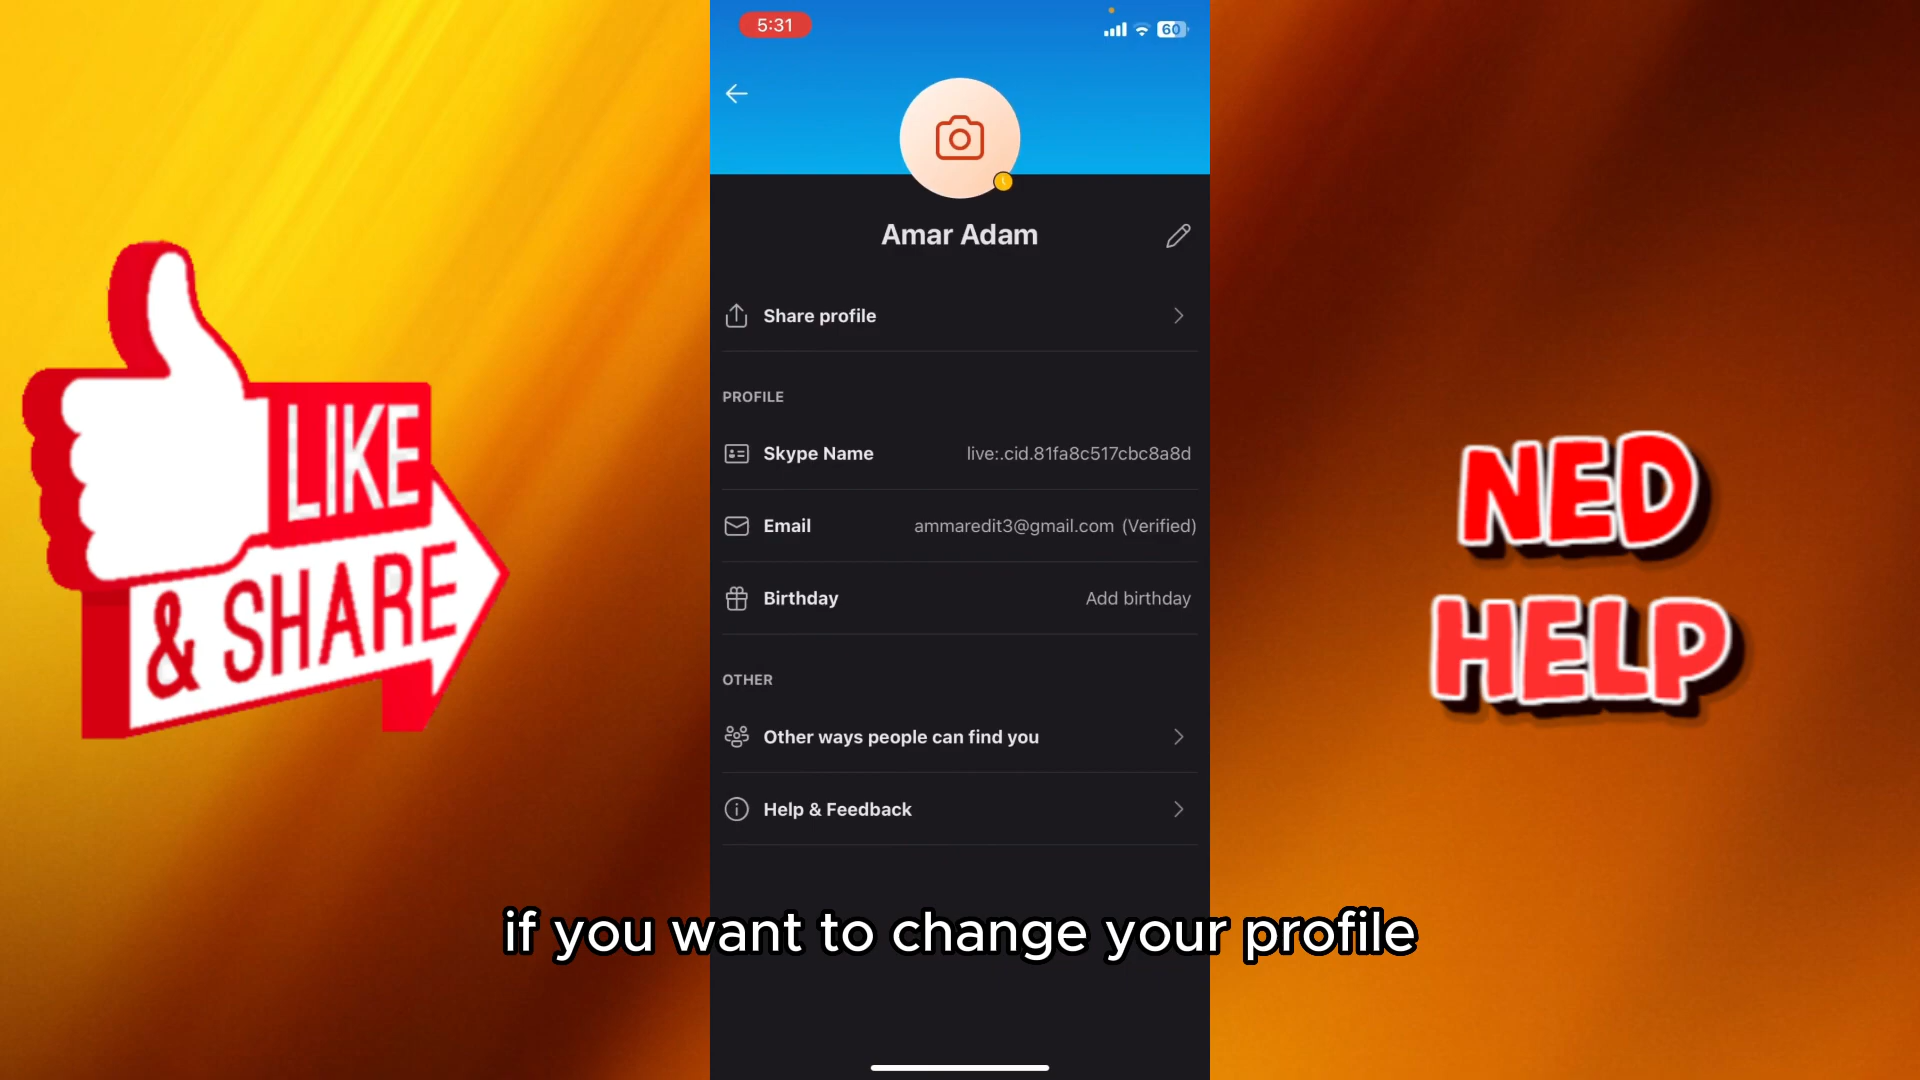 5:31
60
Amar Adam
Share profile
PROFILE
Skype Name live:.cid.81fa8c517cbc8a8d
Email ammaredit3@gmail.com (Verified)
Birthday Add birthday
OTHER
Other ways people can find you
Help & Feedback
LIKE
& SHARE
NED
HELP
if you want to change your profile